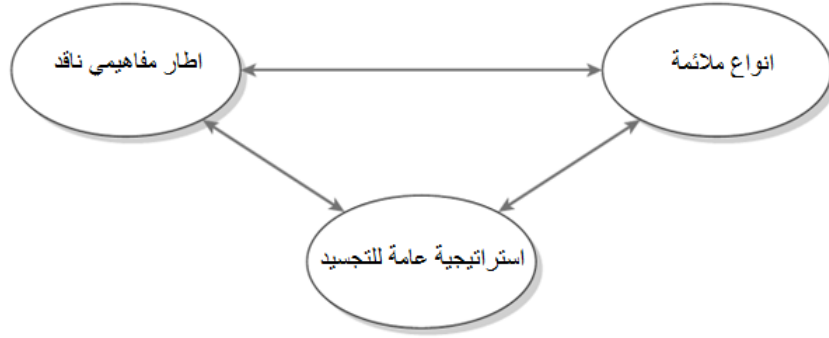 انواع ملائمة
اطار مفاهيمي ناقد
استراتيجية عامة للتجسيد